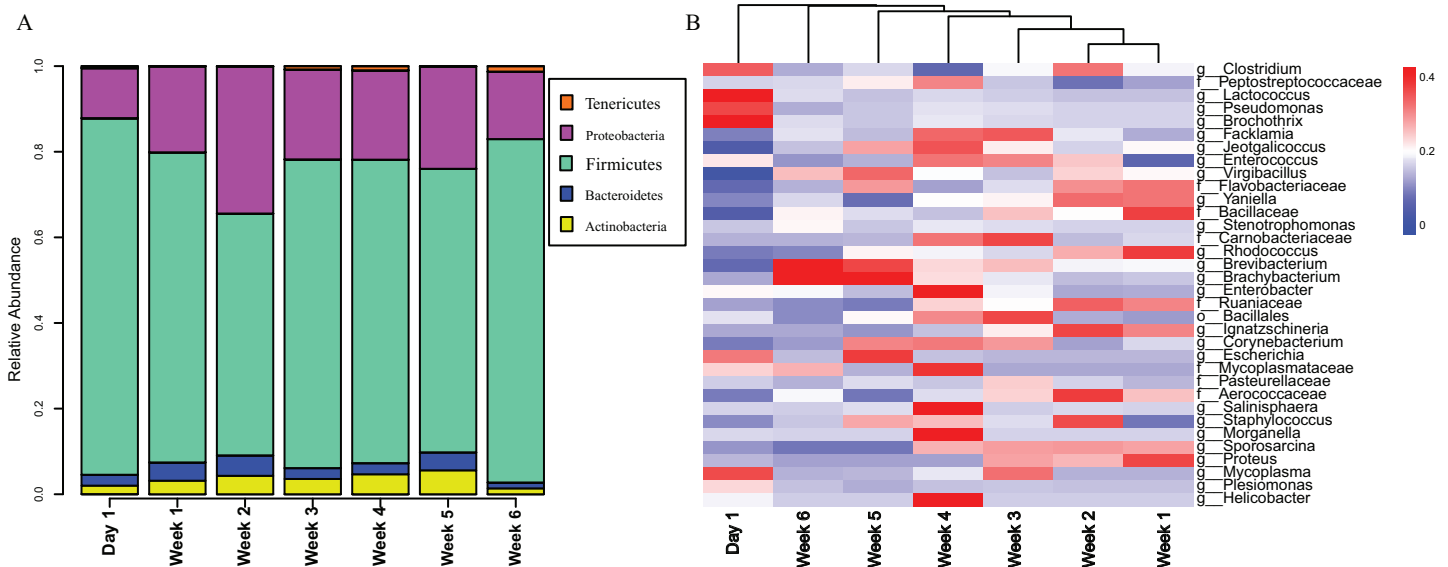 A
Relative Abundance
1.0
0.8
0.6
0.4
0.2
0.0
Day 1
Week 1
Week 2
Week 3
Week 4
Week 5
Week 6
Tenericutes
Proteobacteria
Firmicutes
Bacteroidetes
Actinobacteria
B
g__Clostridium
f__Peptostreptococcaceae
g__Lactococcus
g__Pseudomonas
g__Brochothrix
g__Facklamia
g__Jeotgalicoccus
g__Enterococcus
g__Virgibacillus
f__Flavobacteriaceae
g__Yaniella
f__Bacillaceae
g__Stenotrophomonas
f__Carnobacteriaceae
g__Rhodococcus
g__Brevibacterium
g__Brachybacterium
g__Enterobacter
f__Ruaniaceae
o__Bacillales
g__Ignatzschineria
g__Corynebacterium
g__Escherichia
f__Mycoplasmataceae
f__Pasteurellaceae
f__Aerococcaceae
g__Salinisphaera
g__Staphylococcus
g__Morganella
g__Sporosarcina
g__Proteus
g__Mycoplasma
g__Plesiomonas
g__Helicobacter
Day 1
Week 6
Week 5
Week 4
Week 3
Week 2
Week 1
0.4
0.2
0